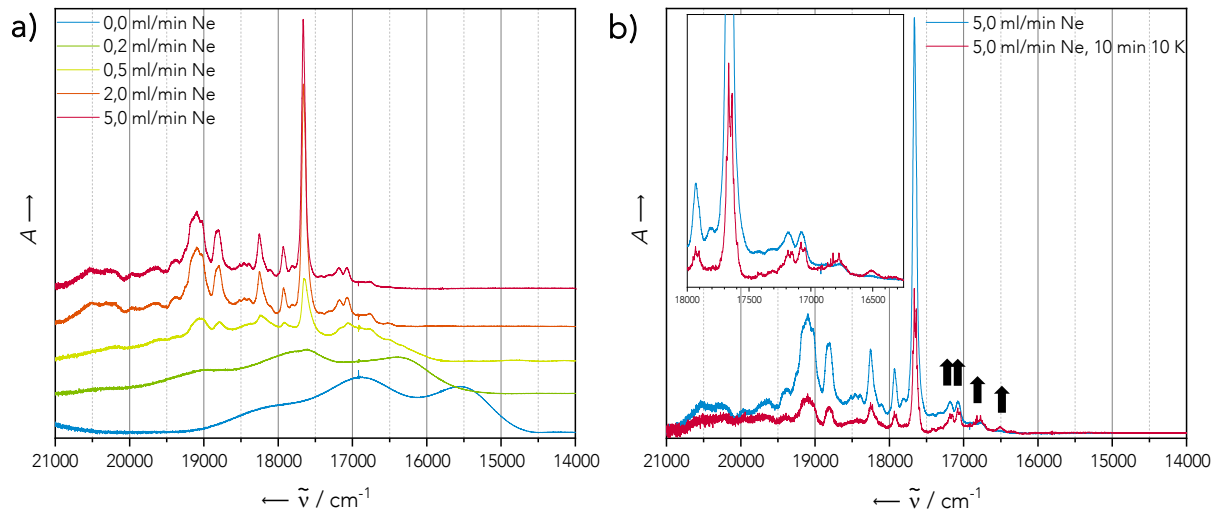 a)
0,0 ml/min Ne
0,2 ml/min Ne
0,5 ml/min Ne
2,0 ml/min Ne
5,0 ml/min Ne
A →
21000 20000 19000 18000 17000 16000 15000 14000
← ṽ / cm⁻¹
b)
5,0 ml/min Ne
5,0 ml/min Ne, 10 min 10 K
18000 17500 17000 16500
A →
21000 20000 19000 18000 17000 16000 15000 14000
← ṽ / cm⁻¹